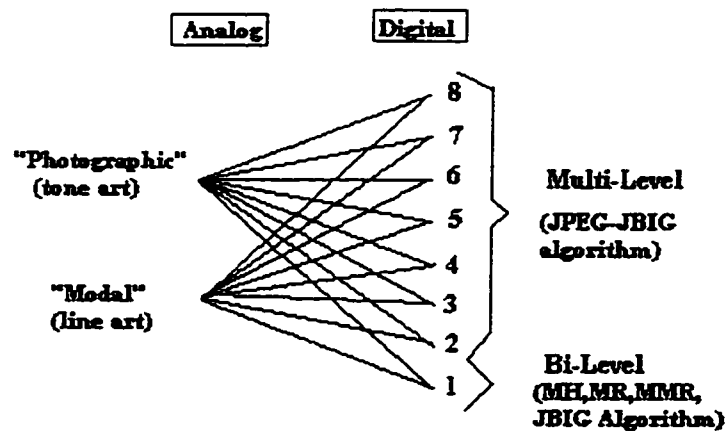 Analog
Digital
8
7
"Photographic"
(tone art)
6
5
4
"Modal"
(line art)
3
2
1
Multi-Level
(JPEG-JBIG
algorithm)
Bi-Level
(MH,MR,MMR,
JBIG Algorithm)